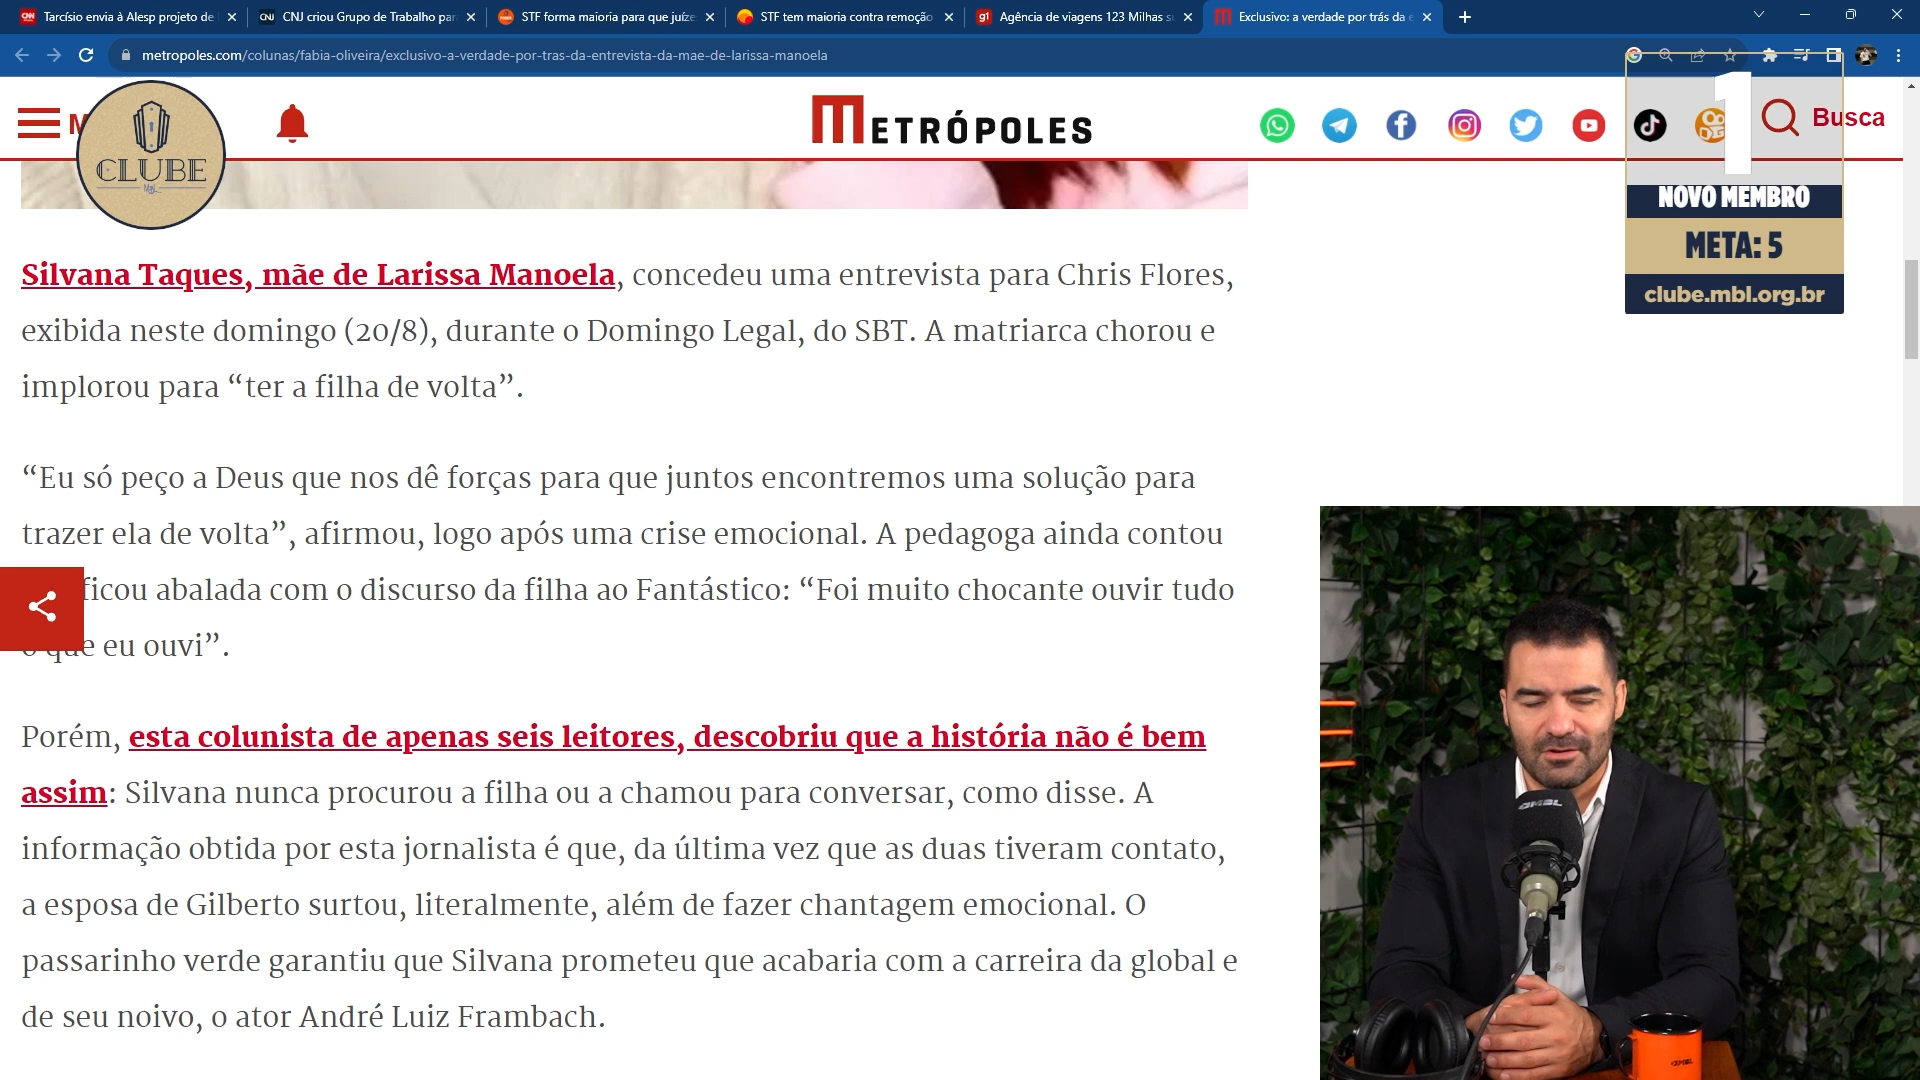 Tarcísio envia à Alesp projeto de
CNJ criou Grupo de Trabalho par
STF forma maioria para que juíze
STF tem maioria contra remoção
Agência de viagens 123 Milhas s
Exclusivo: a verdade por trás da e
metropoles.com/colunas/fabia-oliveira/exclusivo-a-verdade-por-tras-da-entrevista-da-mae-de-larissa-manoela
M
CLUBE
MBL
METRÓPOLES
Busca
1
NOVO MEMBRO
META: 5
clube.mbl.org.br
Silvana Taques, mãe de Larissa Manoela, concedeu uma entrevista para Chris Flores,
exibida neste domingo (20/8), durante o Domingo Legal, do SBT. A matriarca chorou e
implorou para “ter a filha de volta”.
“Eu só peço a Deus que nos dê forças para que juntos encontremos uma solução para
trazer ela de volta”, afirmou, logo após uma crise emocional. A pedagoga ainda contou
ficou abalada com o discurso da filha ao Fantástico: “Foi muito chocante ouvir tudo
o que eu ouvi”.
Porém, esta colunista de apenas seis leitores, descobriu que a história não é bem
assim: Silvana nunca procurou a filha ou a chamou para conversar, como disse. A
informação obtida por esta jornalista é que, da última vez que as duas tiveram contato,
a esposa de Gilberto surtou, literalmente, além de fazer chantagem emocional. O
passarinho verde garantiu que Silvana prometeu que acabaria com a carreira da global e
de seu noivo, o ator André Luiz Frambach.
MBL
MBL